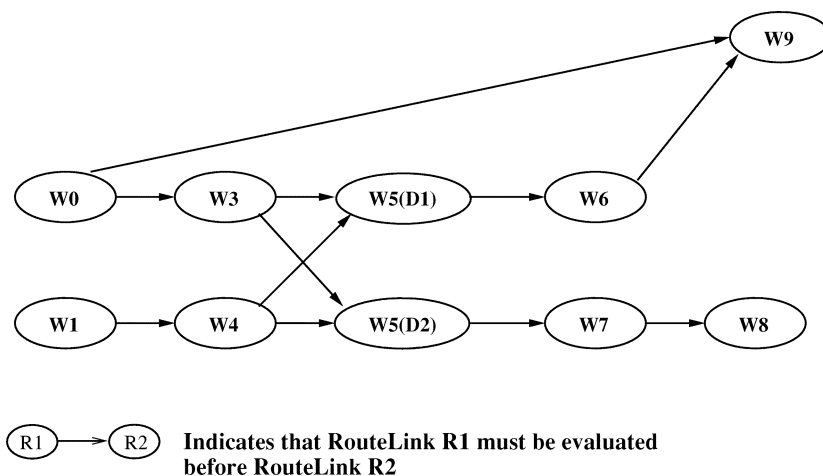 W9
W0 W3 W5(D1) W6
W1 W4 W5(D2) W7 W8
R1 R2 Indicates that RouteLink R1 must be evaluated
before RouteLink R2